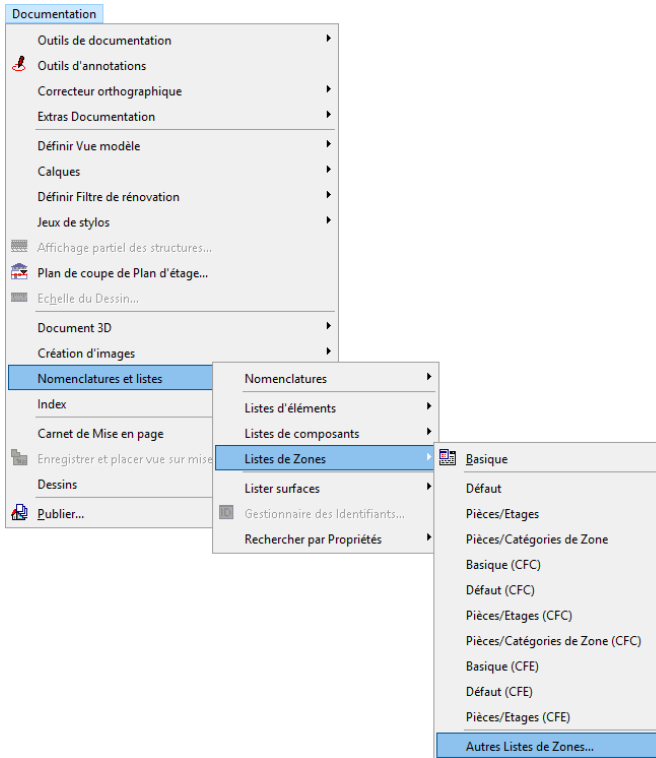 Documentation
Outils de documentation
Outils d'annotations
Correcteur orthographique
Extras Documentation
Définir Vue modèle
Calques
Définir Filtre de rénovation
Jeux de stylos
Affichage partiel des structures...
Plan de coupe de Plan d'étage...
Echelle du Dessin...
Document 3D
Création d'images
Nomenclatures et listes
Index
Carnet de Mise en page
Enregistrer et placer vue sur mise
Dessins
Publier...
Nomenclatures
Listes d'éléments
Listes de composants
Listes de Zones
Lister surfaces
Gestionnaire des Identifiants...
Rechercher par Propriétés
Basique
Défaut
Pièces/Etages
Pièces/Catégories de Zone
Basique (CFC)
Défaut (CFC)
Pièces/Etages (CFC)
Pièces/Catégories de Zone (CFC)
Basique (CFE)
Défaut (CFE)
Pièces/Etages (CFE)
Autres Listes de Zones...